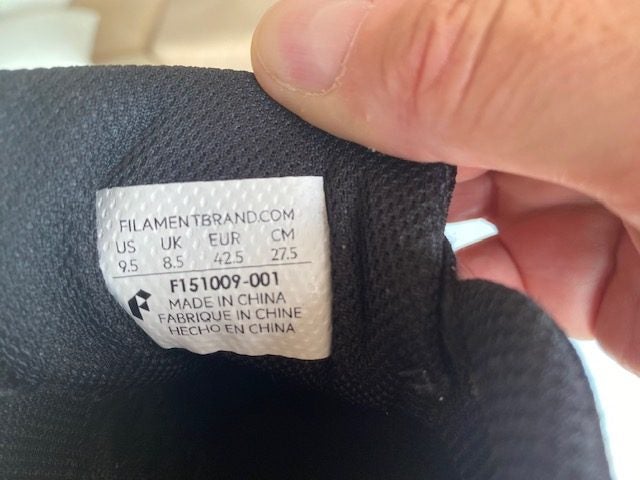 FILAMENTBRAND.COM
US UK EUR CM
9.5 8.5 42.5 27.5
F151009-001
MADE IN CHINA
FABRIQUE IN CHINE
HECHO EN CHINA